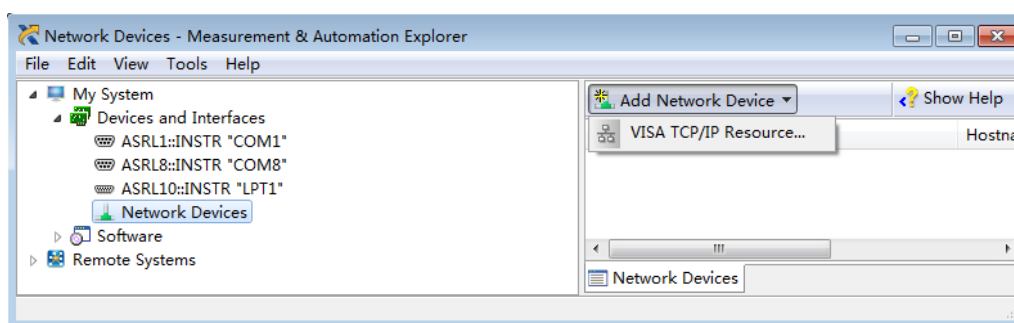 Network Devices - Measurement & Automation Explorer
File Edit View Tools Help
My System
Devices and Interfaces
ASRL1::INSTR "COM1"
ASRL8::INSTR "COM8"
ASRL10::INSTR "LPT1"
Network Devices
Software
Remote Systems
Add Network Device
Show Help
VISA TCP/IP Resource...
Hostna
Network Devices